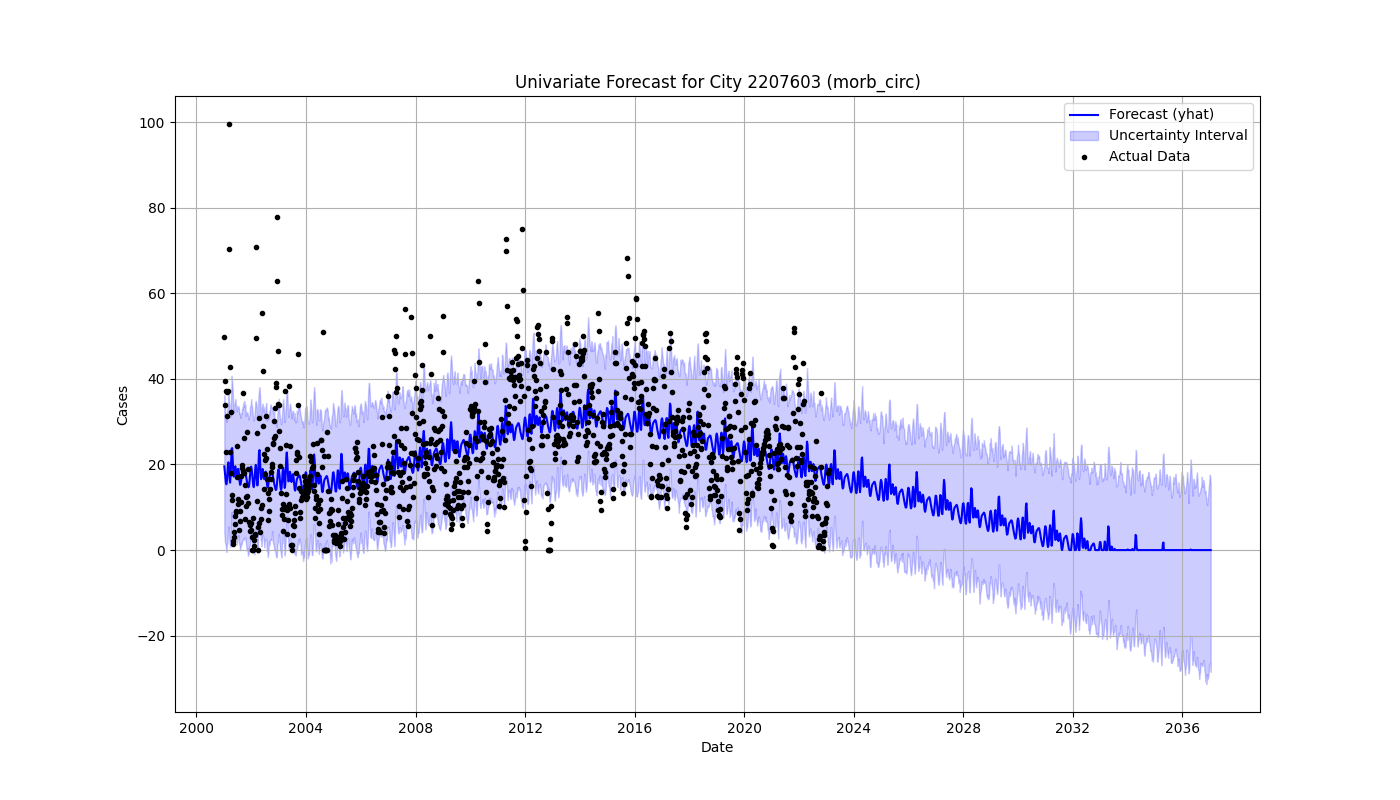 Univariate Forecast for City 2207603 (morb_circ)
Forecast (yhat)
Uncertainty Interval
Actual Data
100
80
60
40
20
0
−20
Cases
2000 2004 2008 2012 2016 2020 2024 2028 2032 2036
Date